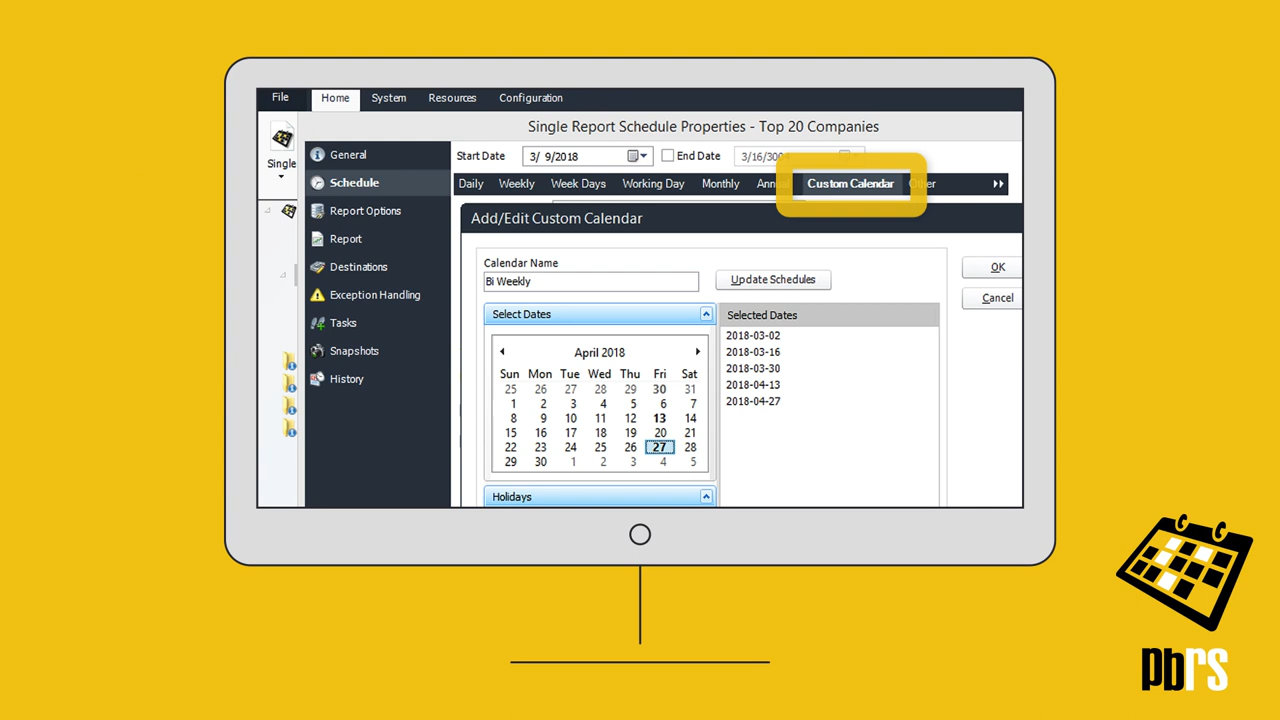 File Home System Resources Configuration
Single Report Schedule Properties - Top 20 Companies
Single
General
Schedule
Report Options
Report
Destinations
Exception Handling
Tasks
Snapshots
History
Start Date 3/ 9/2018 End Date
Daily Weekly Week Days Working Day Monthly Custom Calendar Other
Add/Edit Custom Calendar
Calendar Name
Bi Weekly Update Schedules
OK
Cancel
Select Dates
April 2018
Sun Mon Tue Wed Thu Fri Sat
25 26 27 28 29 30 31
1 2 3 4 5 6 7
8 9 10 11 12 13 14
15 16 17 18 19 20 21
22 23 24 25 26 27 28
29 30 1 2 3 4 5
Holidays
Selected Dates
2018-03-02
2018-03-16
2018-03-30
2018-04-13
2018-04-27
pbrs